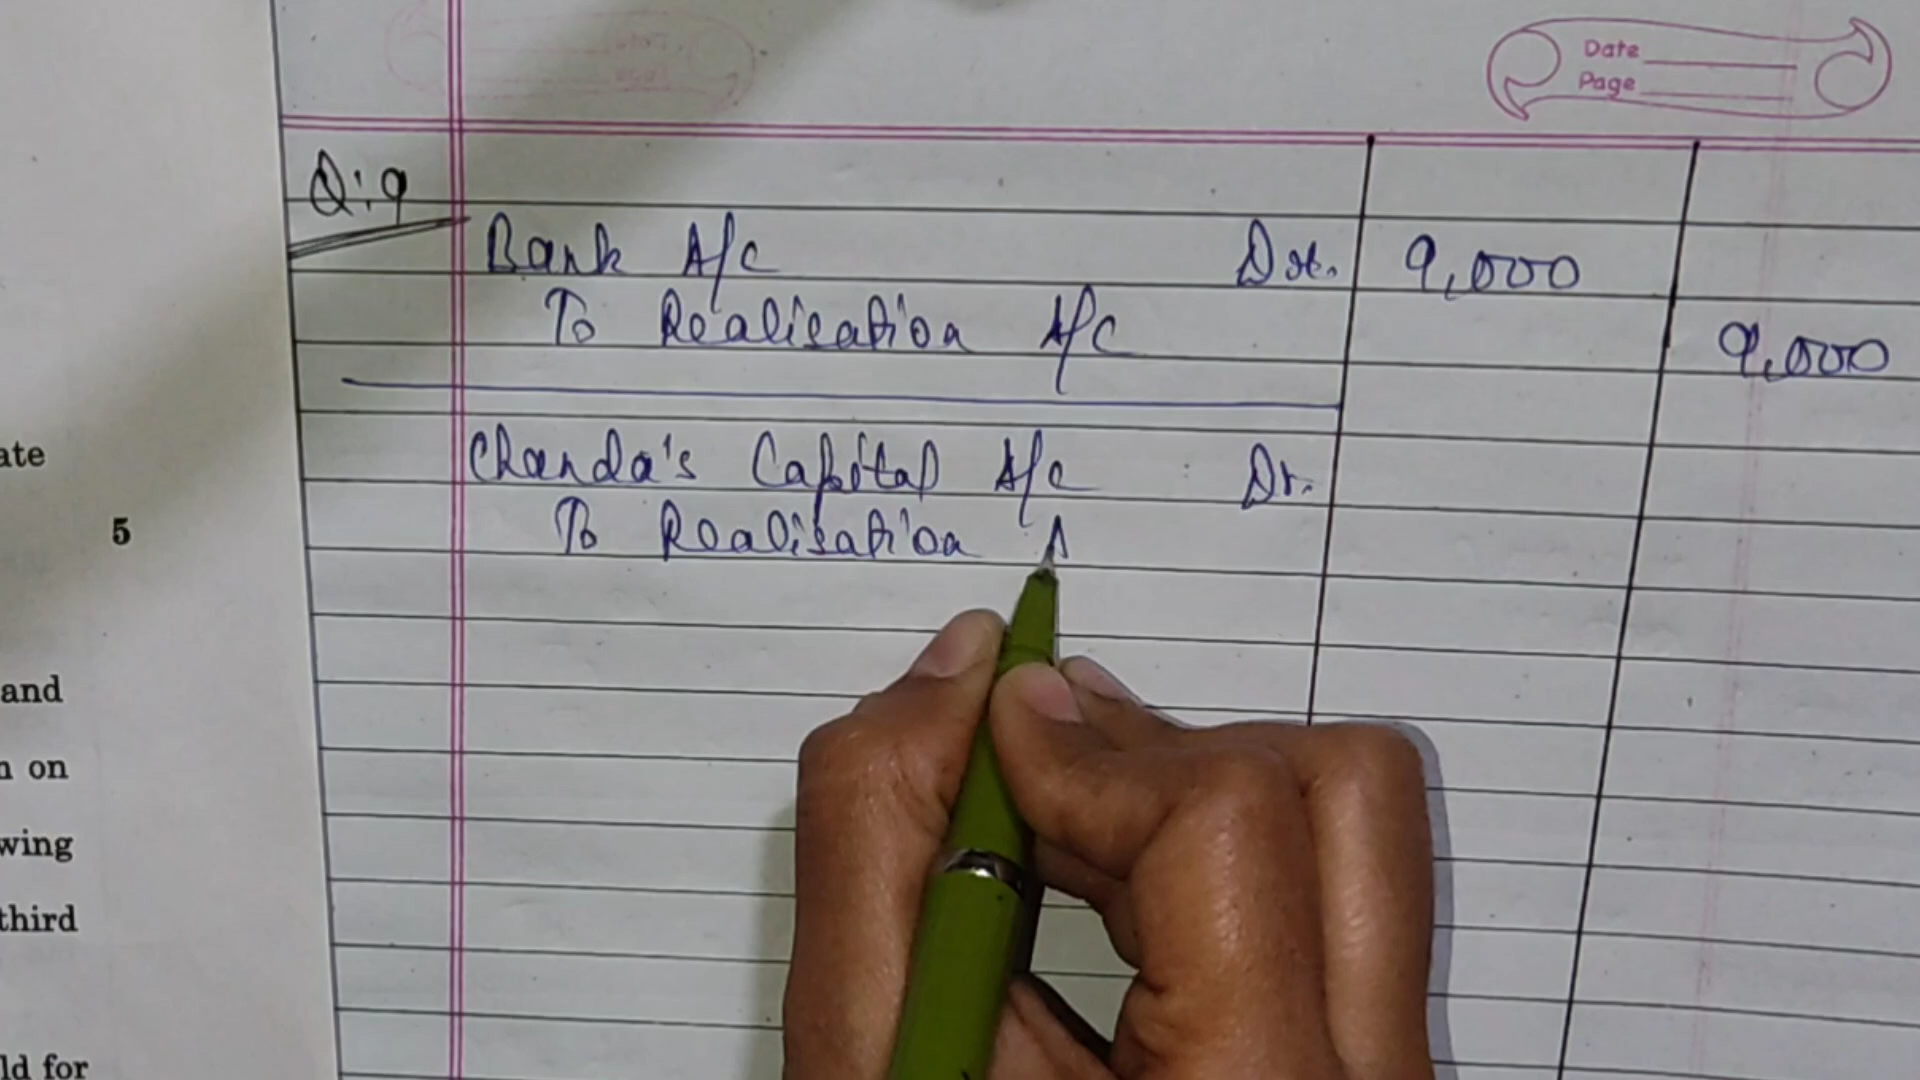 Date
Page
Q:9
Bank A/c Dr. 9,000
To Realisation A/c 9,000
Chanda's Capital A/c Dr.
To Realisation A
ate
5
and
n on
wing
third
ld for